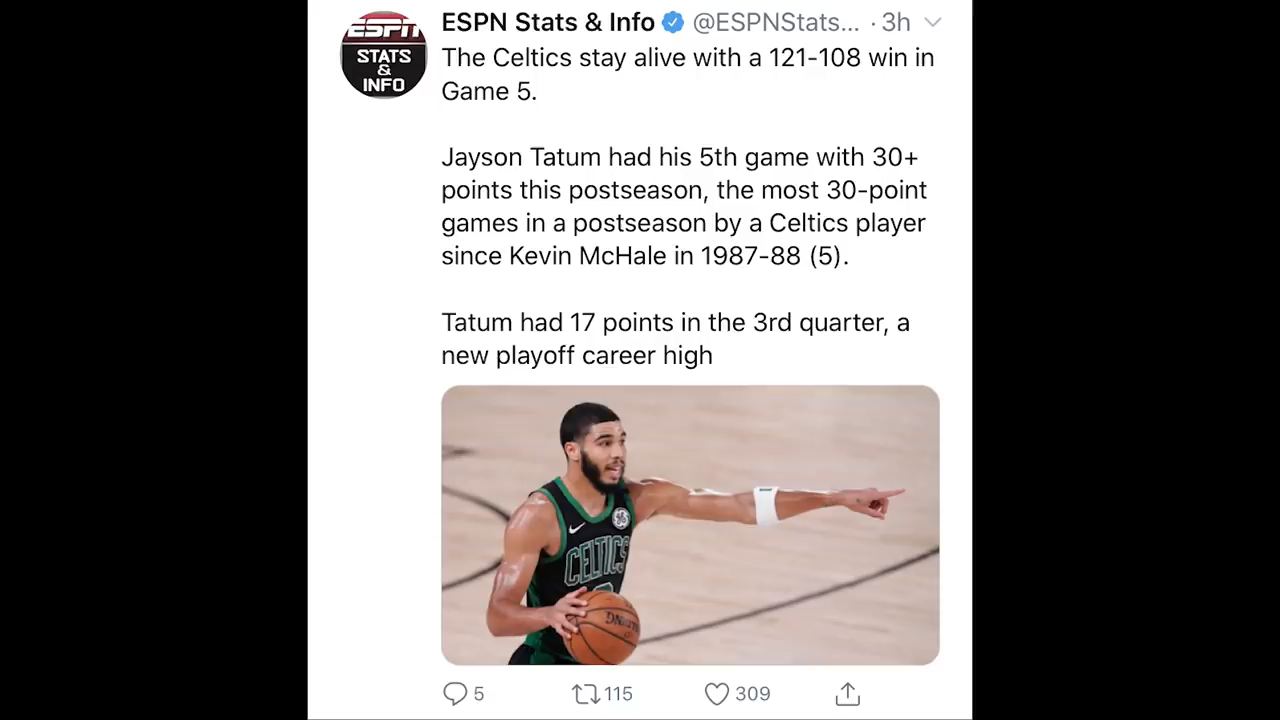 ESPN
STATS
&
INFO
ESPN Stats & Info @ESPNStats... · 3h
The Celtics stay alive with a 121-108 win in
Game 5.
Jayson Tatum had his 5th game with 30+
points this postseason, the most 30-point
games in a postseason by a Celtics player
since Kevin McHale in 1987-88 (5).
Tatum had 17 points in the 3rd quarter, a
new playoff career high
CELTICS
SPALDING
5 115 309